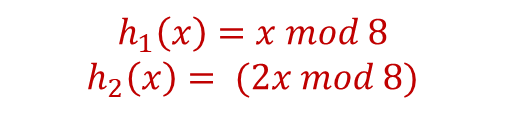 h₁(x) = x mod 8
h₂(x) = (2x mod 8)